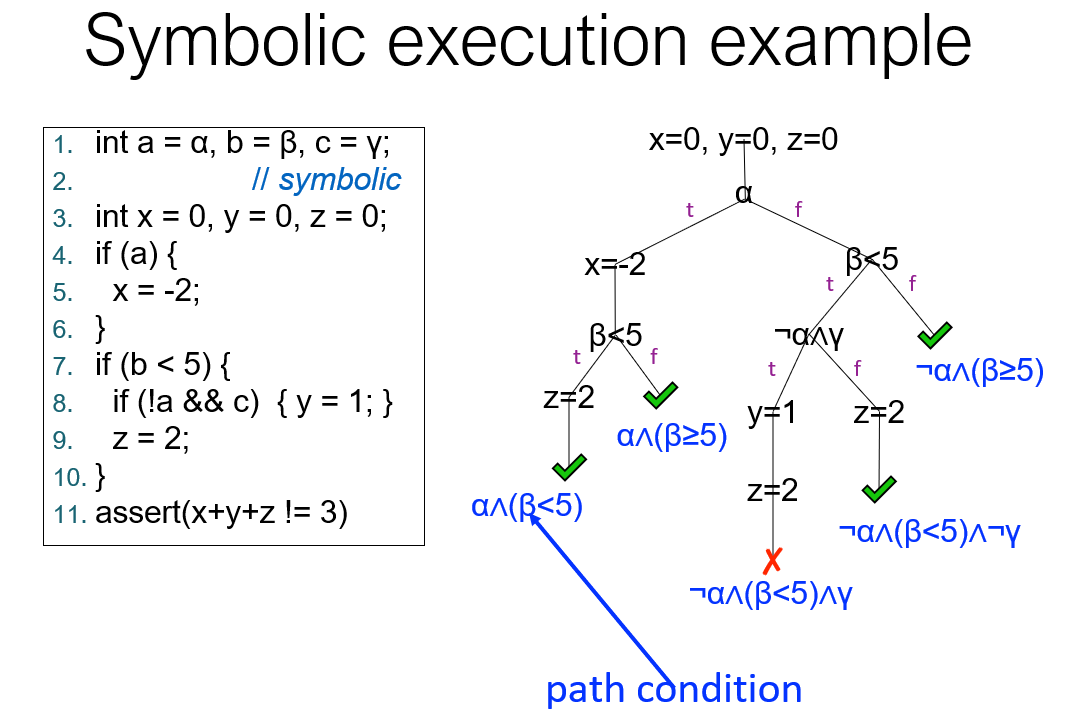 Symbolic execution example
1. int a = α, b = β, c = γ;
2. // symbolic
3. int x = 0, y = 0, z = 0;
4. if (a) {
5. x = -2;
6. }
7. if (b < 5) {
8. if (!a && c) { y = 1; }
9. z = 2;
10. }
11. assert(x+y+z != 3)
x=0, y=0, z=0
α
t f
x=-2 β<5
t f
β<5 ¬α∧γ
t f t f
¬α∧(β≥5)
z=2 y=1 z=2
α∧(β≥5)
z=2
α∧(β<5)
¬α∧(β<5)∧¬γ
✗
¬α∧(β<5)∧γ
path condition